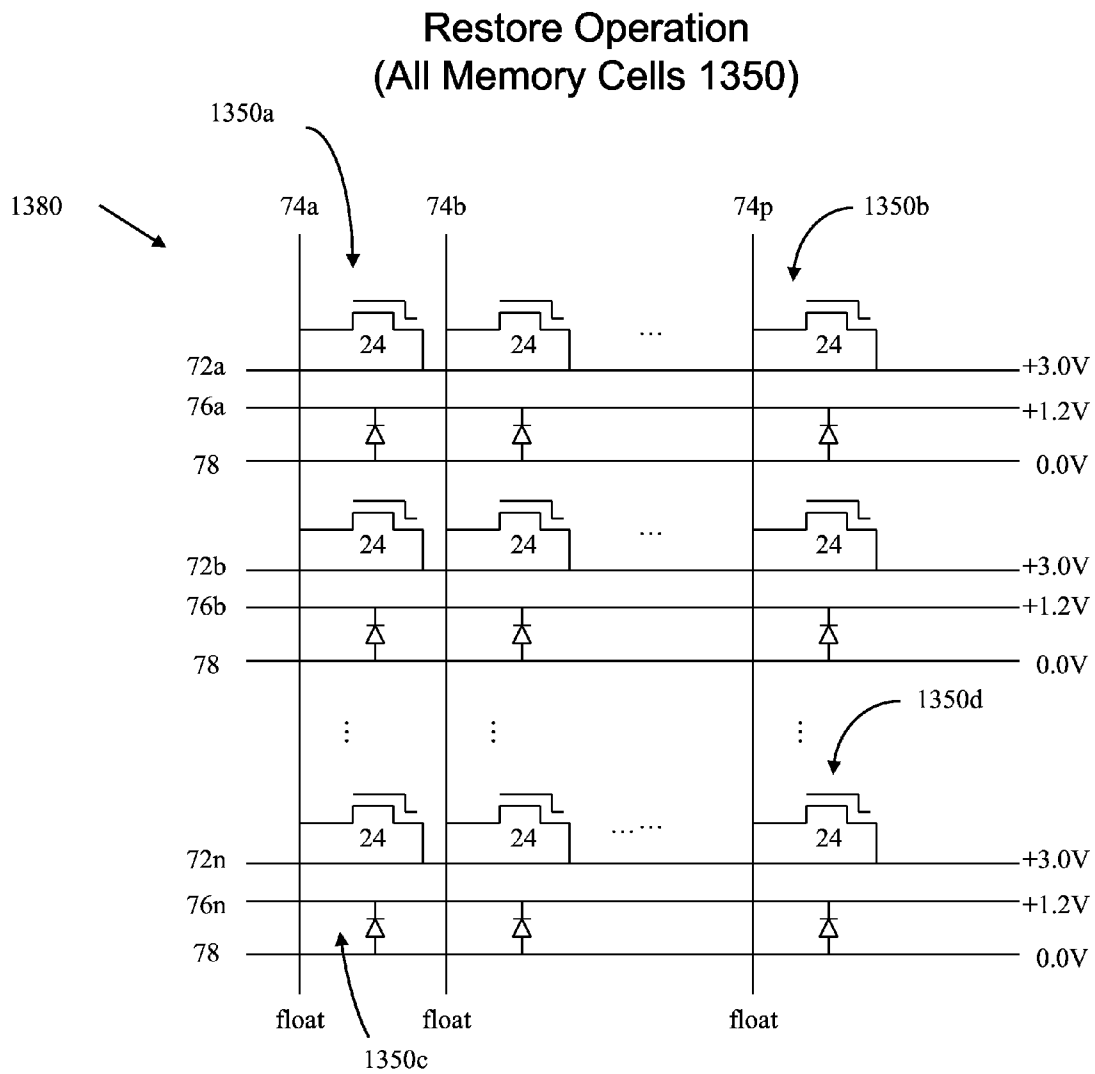 Restore Operation
(All Memory Cells 1350)
1350a
1380
74a 74b 74p 1350b
24 24 ... 24
72a +3.0V
76a +1.2V
78 0.0V
24 24 ... 24
72b +3.0V
76b +1.2V
78 0.0V
1350d
24 24 ... ... 24
72n +3.0V
76n +1.2V
78 0.0V
float float float
1350c